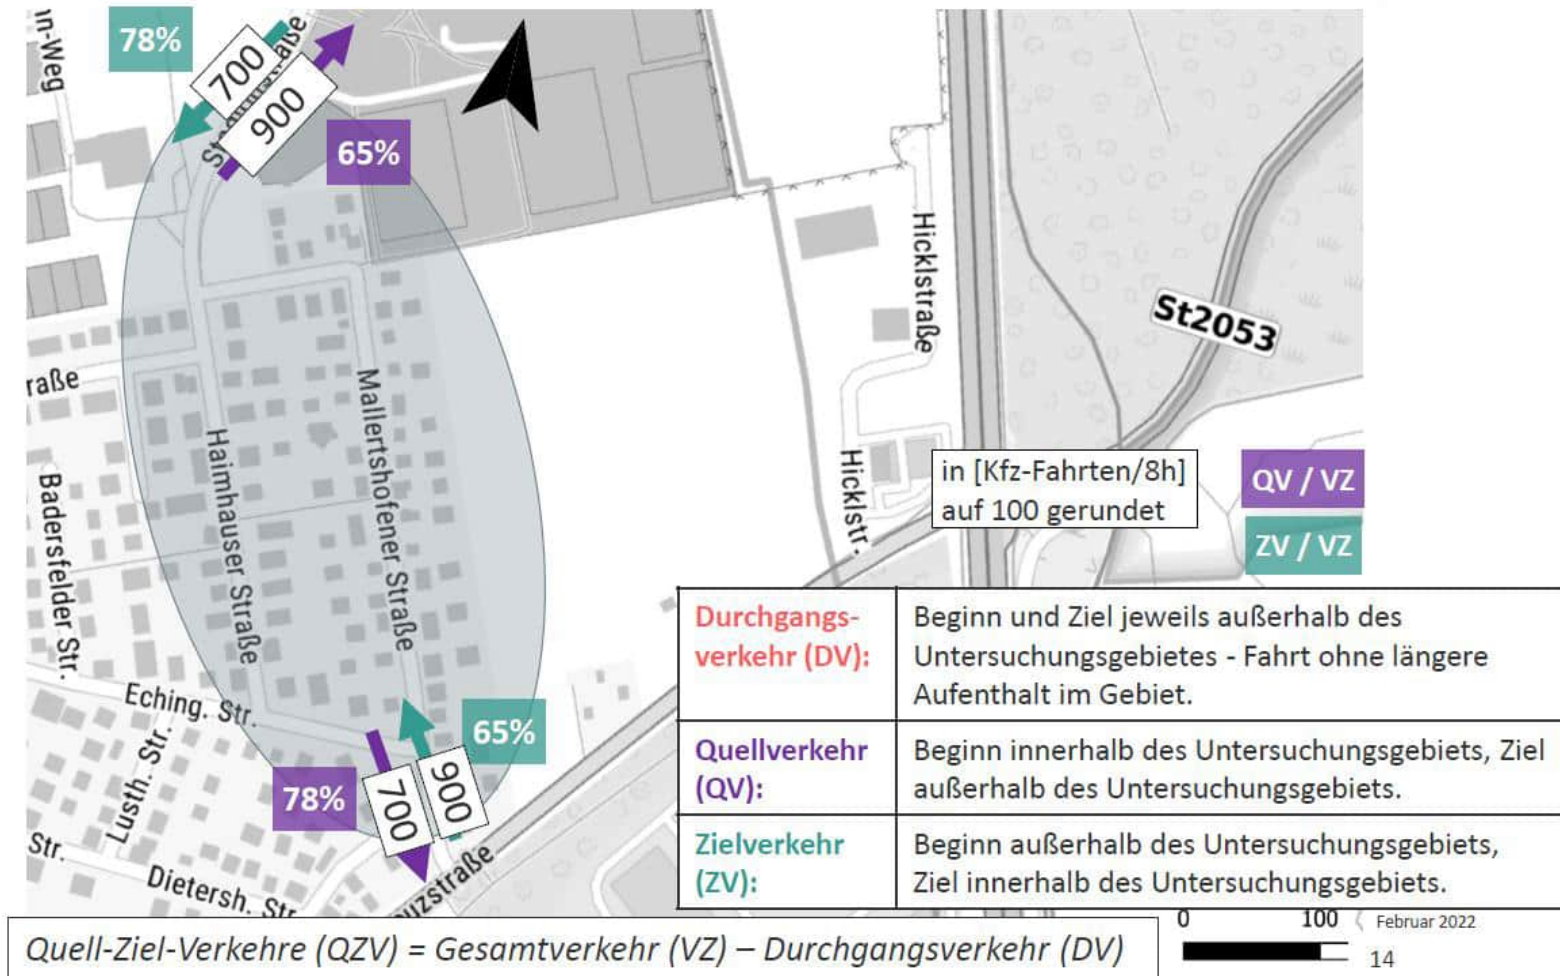 nn-Weg
78%
700
900
65%
Hicklstraße
St2053
raße
Haimhauser Straße
Mallertshofener Straße
Badersfelder Str.
Hicklstr.
in [Kfz-Fahrten/8h]
auf 100 gerundet
QV / VZ
ZV / VZ
Eching. Str.
Lusth. Str.
65%
78%
700
900
Str.
Dietersh. Str
uzstraße
Durchgangs-
verkehr (DV):
Beginn und Ziel jeweils außerhalb des
Untersuchungsgebietes - Fahrt ohne längere
Aufenthalt im Gebiet.
Quellverkehr
(QV):
Beginn innerhalb des Untersuchungsgebiets, Ziel
außerhalb des Untersuchungsgebiets.
Zielverkehr
(ZV):
Beginn außerhalb des Untersuchungsgebiets,
Ziel innerhalb des Untersuchungsgebiets.
Quell-Ziel-Verkehre (QZV) = Gesamtverkehr (VZ) – Durchgangsverkehr (DV)
0 100
Februar 2022
14